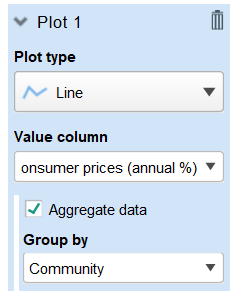 Plot 1
Plot type
Line
Value column
onsumer prices (annual %)
Aggregate data
Group by
Community